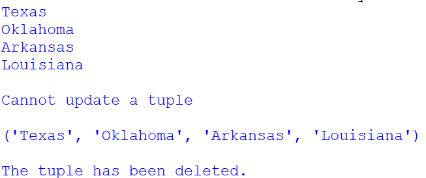 Texas
Oklahoma
Arkansas
Louisiana
Cannot update a tuple
('Texas', 'Oklahoma', 'Arkansas', 'Louisiana')
The tuple has been deleted.